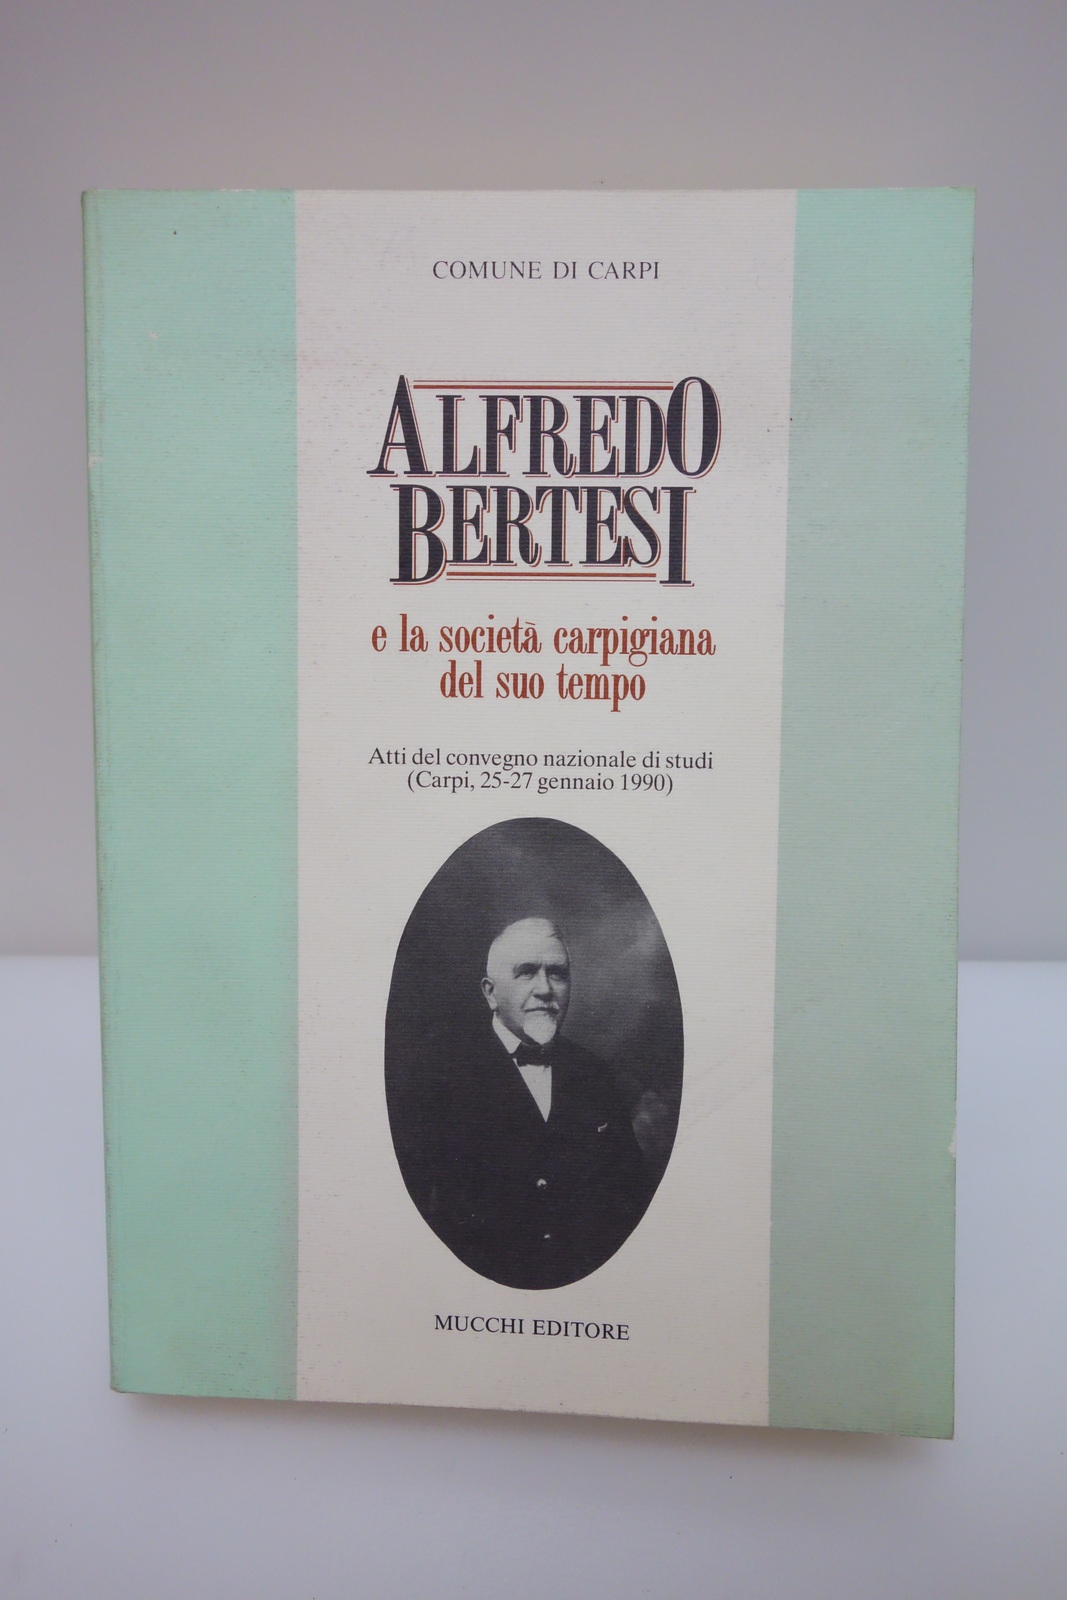 COMUNE DI CARPI
ALFREDO
BERTESI
e la società carpigiana
del suo tempo
Atti del convegno nazionale di studi
(Carpi, 25-27 gennaio 1990)
MUCCHI EDITORE